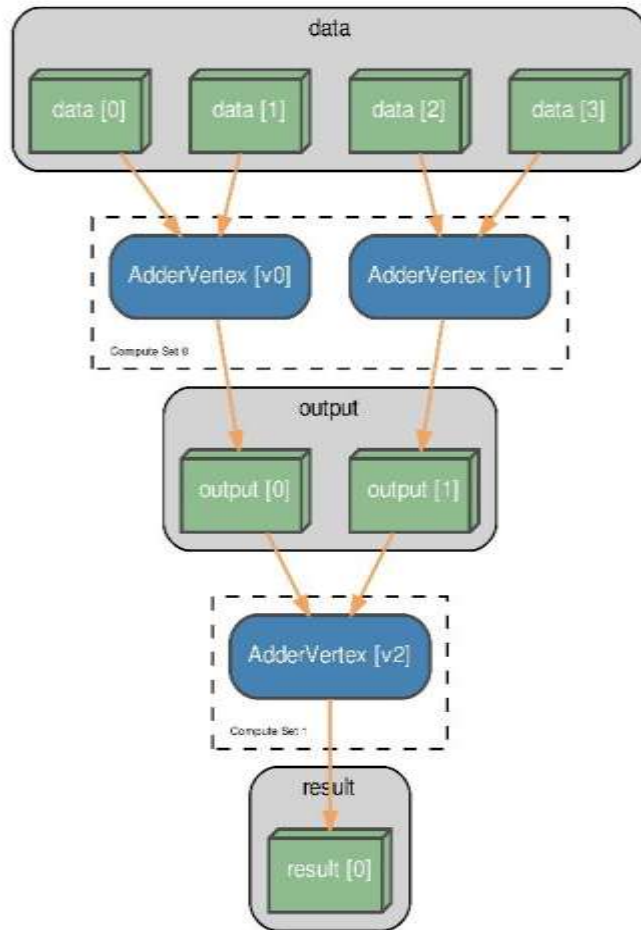 data
data [0]
data [1]
data [2]
data [3]
AdderVertex [v0]
AdderVertex [v1]
Compute Set 0
output
output [0]
output [1]
AdderVertex [v2]
Compute Set 1
result
result [0]